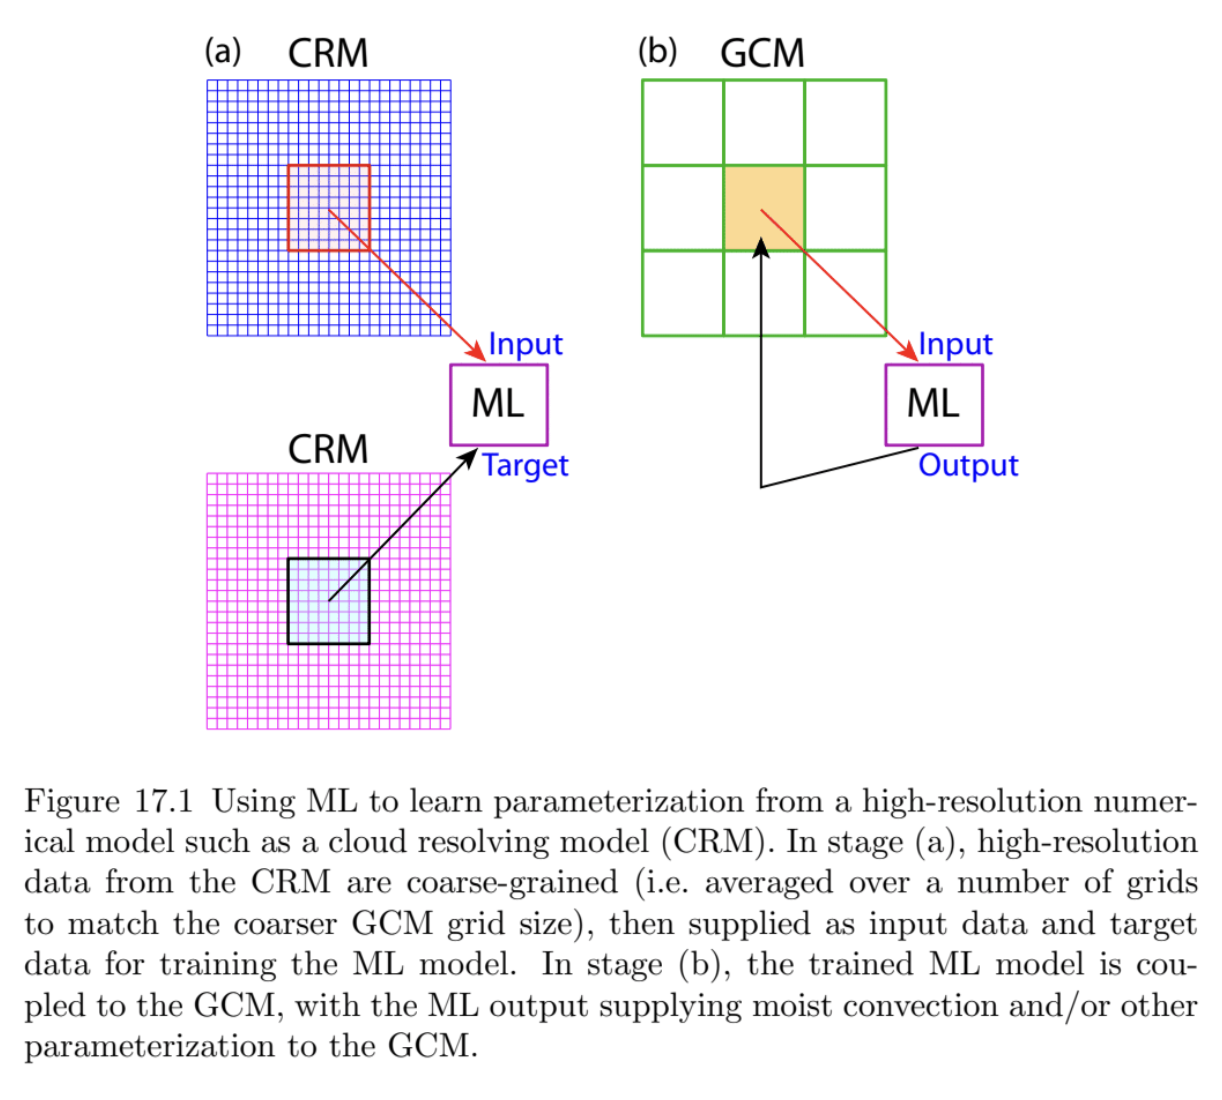 (a) CRM
(b) GCM
Input
ML
Target
CRM
Input
ML
Output
Figure 17.1 Using ML to learn parameterization from a high-resolution numer-
ical model such as a cloud resolving model (CRM). In stage (a), high-resolution
data from the CRM are coarse-grained (i.e. averaged over a number of grids
to match the coarser GCM grid size), then supplied as input data and target
data for training the ML model. In stage (b), the trained ML model is cou-
pled to the GCM, with the ML output supplying moist convection and/or other
parameterization to the GCM.